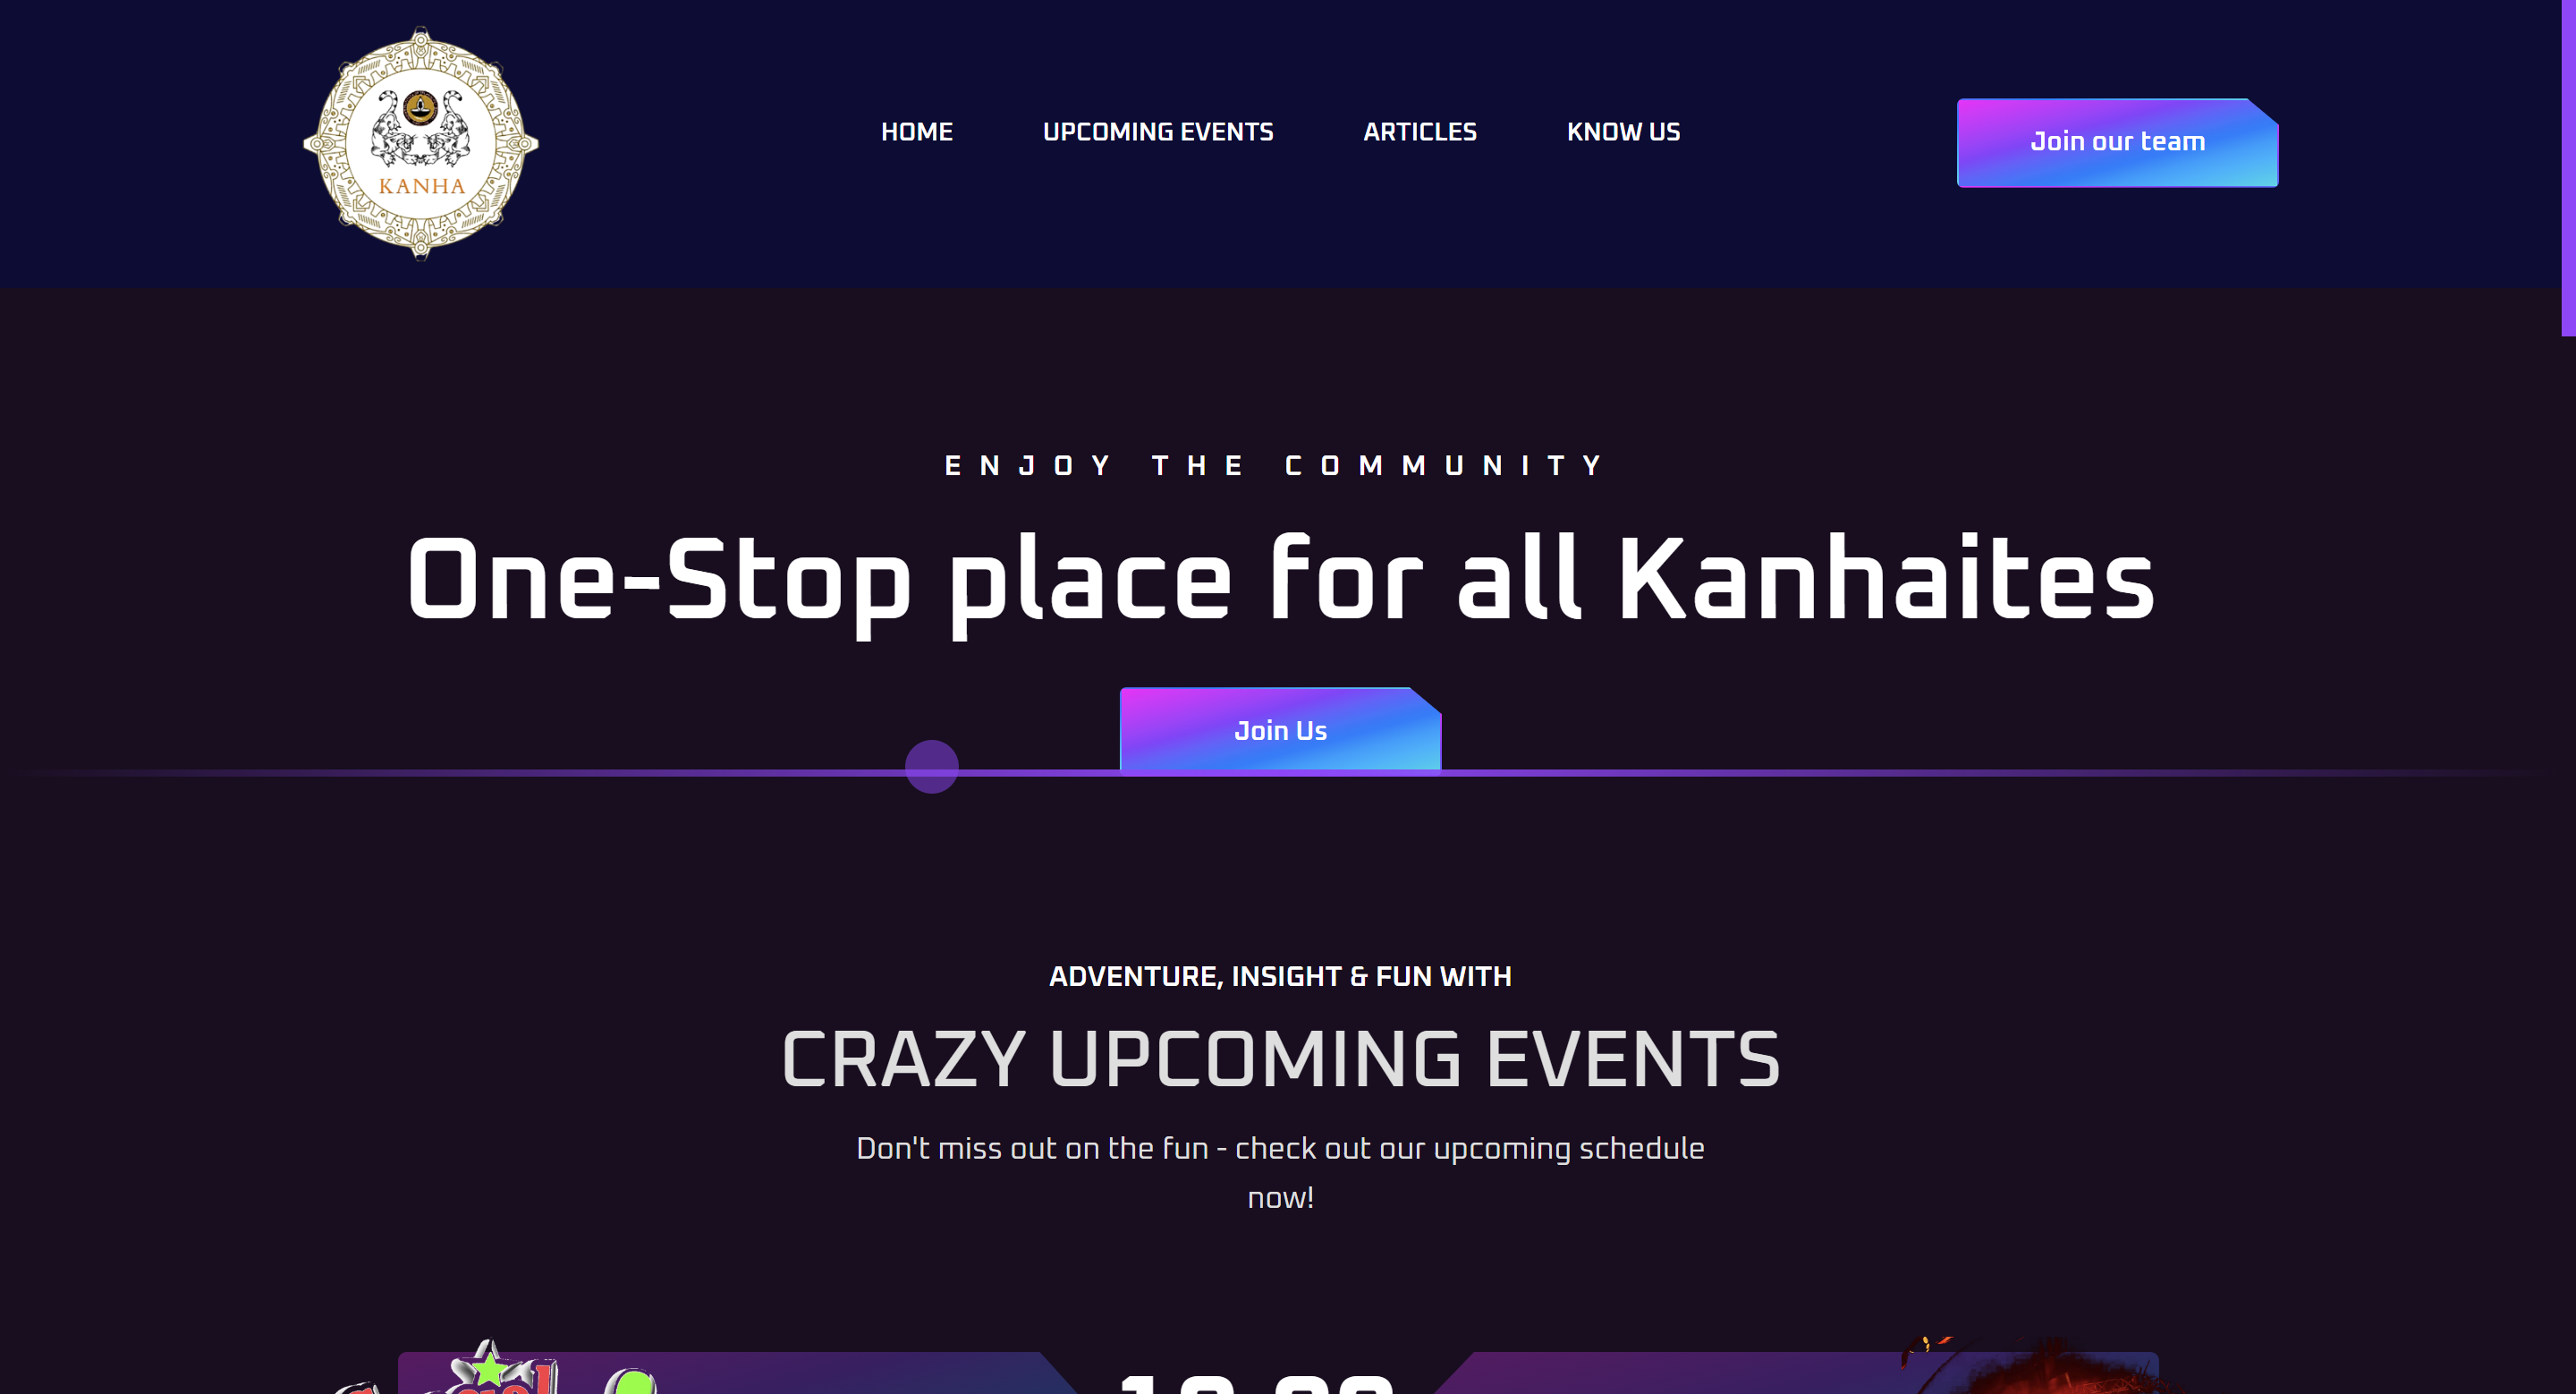 KANHA
HOME UPCOMING EVENTS ARTICLES KNOW US
Join our team
ENJOY THE COMMUNITY
One-Stop place for all Kanhaites
Join Us
ADVENTURE, INSIGHT & FUN WITH
CRAZY UPCOMING EVENTS
Don't miss out on the fun - check out our upcoming schedule
now!